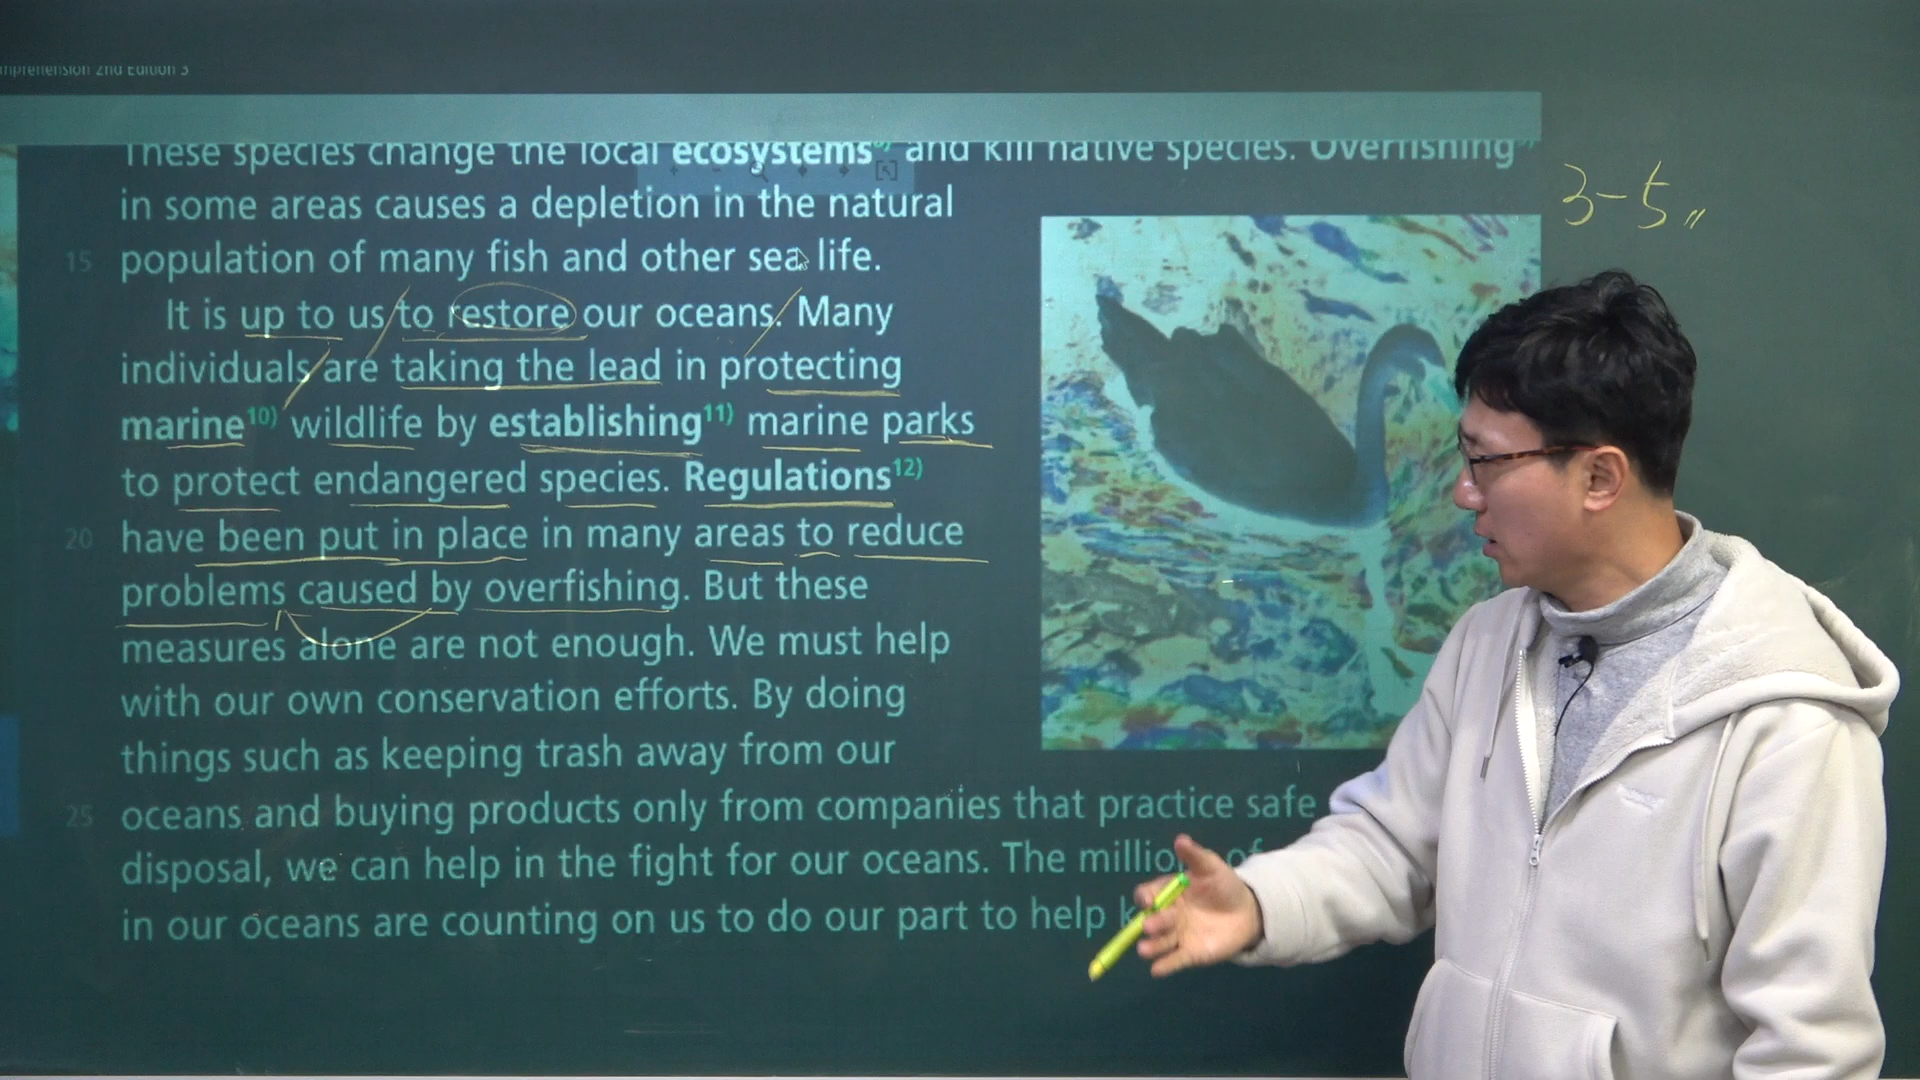 Comprehension 2nd Edition 3
These species change the local ecosystems and kill native species. Overfishing
in some areas causes a depletion in the natural
15 population of many fish and other sea life.
It is up to us to restore our oceans. Many
individuals are taking the lead in protecting
marine10) wildlife by establishing11) marine parks
to protect endangered species. Regulations12)
20 have been put in place in many areas to reduce
problems caused by overfishing. But these
measures alone are not enough. We must help
with our own conservation efforts. By doing
things such as keeping trash away from our
25 oceans and buying products only from companies that practice safe
disposal, we can help in the fight for our oceans. The million of
in our oceans are counting on us to do our part to help
3-5